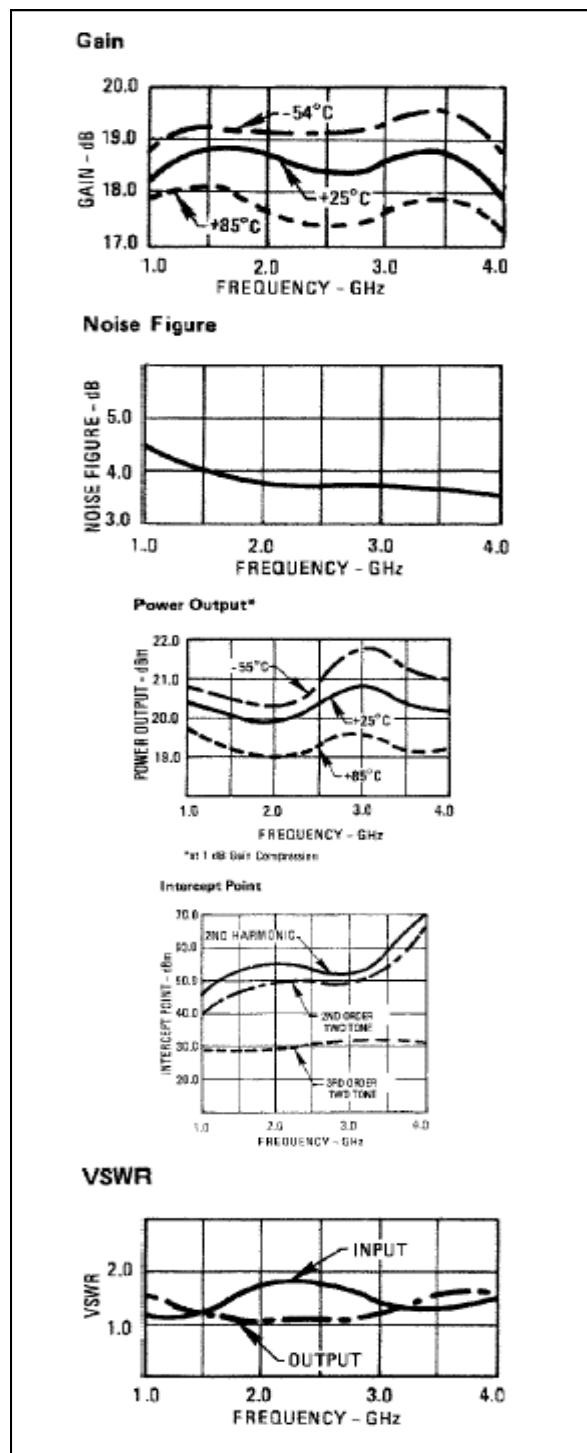 Gain
20.0
19.0
18.0
17.0
GAIN - dB
-54°C
+25°C
+85°C
1.0 2.0 3.0 4.0
FREQUENCY - GHz
Noise Figure
5.0
4.0
3.0
NOISE FIGURE - dB
1.0 2.0 3.0 4.0
FREQUENCY - GHz
Power Output*
22.0
21.0
20.0
19.0
POWER OUTPUT - dBm
-55°C
+25°C
+85°C
1.0 2.0 3.0 4.0
FREQUENCY - GHz
*at 1 dB Gain Compression
Intercept Point
70.0
60.0
50.0
40.0
30.0
20.0
INTERCEPT POINT - dBm
2ND HARMONIC
2ND ORDER
TWO TONE
3RD ORDER
TWO TONE
1.0 2.0 3.0 4.0
FREQUENCY - GHz
VSWR
2.0
1.0
VSWR
INPUT
OUTPUT
1.0 2.0 3.0 4.0
FREQUENCY - GHz